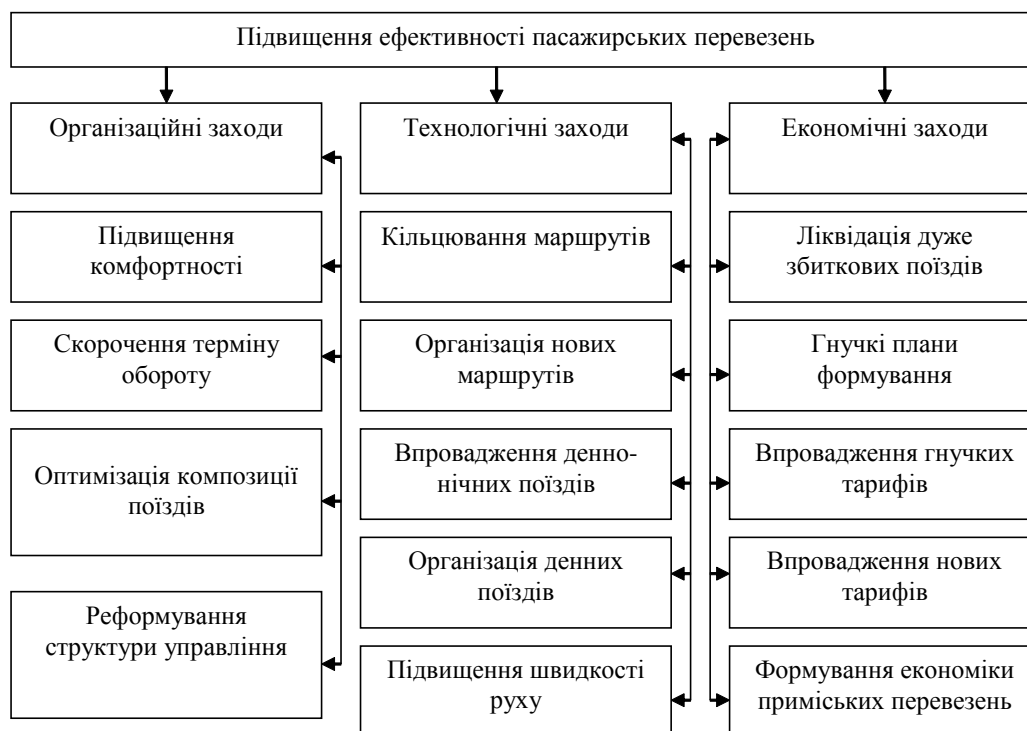 Підвищення ефективності пасажирських перевезень
Організаційні заходи
Підвищення
комфортності
Скорочення терміну
обороту
Оптимізація композиції
поїздів
Реформування
структури управління
Технологічні заходи
Кільцювання маршрутів
Організація нових
маршрутів
Впровадження денно-
нічних поїздів
Організація денних
поїздів
Підвищення швидкості
руху
Економічні заходи
Ліквідація дуже
збиткових поїздів
Гнучкі плани
формування
Впровадження гнучких
тарифів
Впровадження нових
тарифів
Формування економіки
приміських перевезень